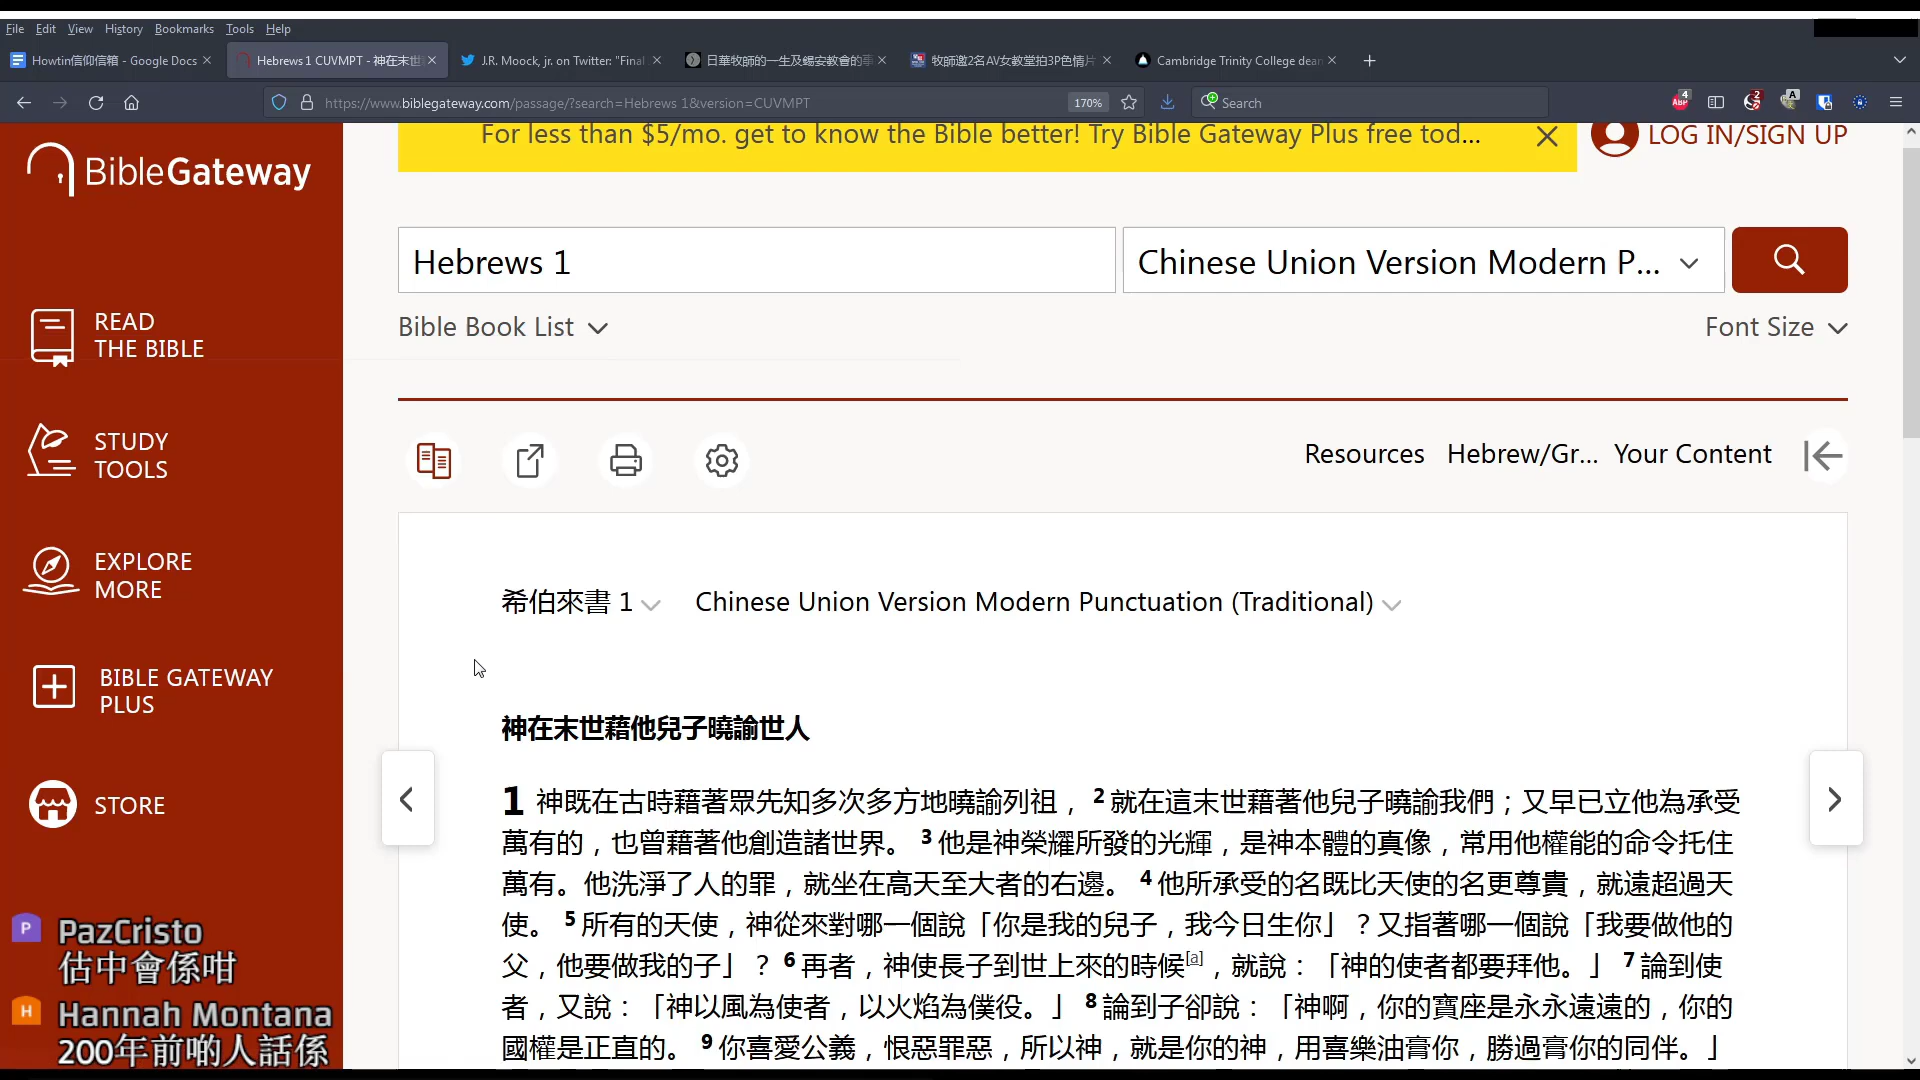 File Edit View History Bookmarks Tools Help
Howtin信仰信箱 - Google Docs
Hebrews 1 CUVMPT - 神在末世
J.R. Moock, jr. on Twitter: "Final
日華牧師的一生及錫安教會的事
牧師邀2名AV女教堂拍3P色情片
Cambridge Trinity College dean
https://www.biblegateway.com/passage/?search=Hebrews 1&version=CUVMPT
170%
Search
4
2
A
For less than $5/mo. get to know the Bible better! Try Bible Gateway Plus free tod...
LOG IN/SIGN UP
BibleGateway
READ
THE BIBLE
STUDY
TOOLS
EXPLORE
MORE
BIBLE GATEWAY
PLUS
STORE
Hebrews 1
Chinese Union Version Modern P...
Bible Book List
Font Size
Resources Hebrew/Gr... Your Content
希伯來書 1 Chinese Union Version Modern Punctuation (Traditional)
神在末世藉他兒子曉諭世人
1 神既在古時藉著眾先知多次多方地曉諭列祖，2 就在這末世藉著他兒子曉諭我們；又早已立他為承受
萬有的，也曾藉著他創造諸世界。 3 他是神榮耀所發的光輝，是神本體的真像，常用他權能的命令托住
萬有。他洗淨了人的罪，就坐在高天至大者的右邊。 4 他所承受的名既比天使的名更尊貴，就遠超過天
使。 5 所有的天使，神從來對哪一個說「你是我的兒子，我今日生你」？又指著哪一個說「我要做他的
父，他要做我的子」？ 6 再者，神使長子到世上來的時候[a]，就說：「神的使者都要拜他。」 7 論到使
者，又說：「神以風為使者，以火焰為僕役。」 8 論到子卻說：「神啊，你的寶座是永永遠遠的，你的
國權是正直的。 9 你喜愛公義，恨惡罪惡，所以神，就是你的神，用喜樂油膏你，勝過膏你的同伴。」
P PazCristo
估中會係咁
H Hannah Montana
200年前啲人話係